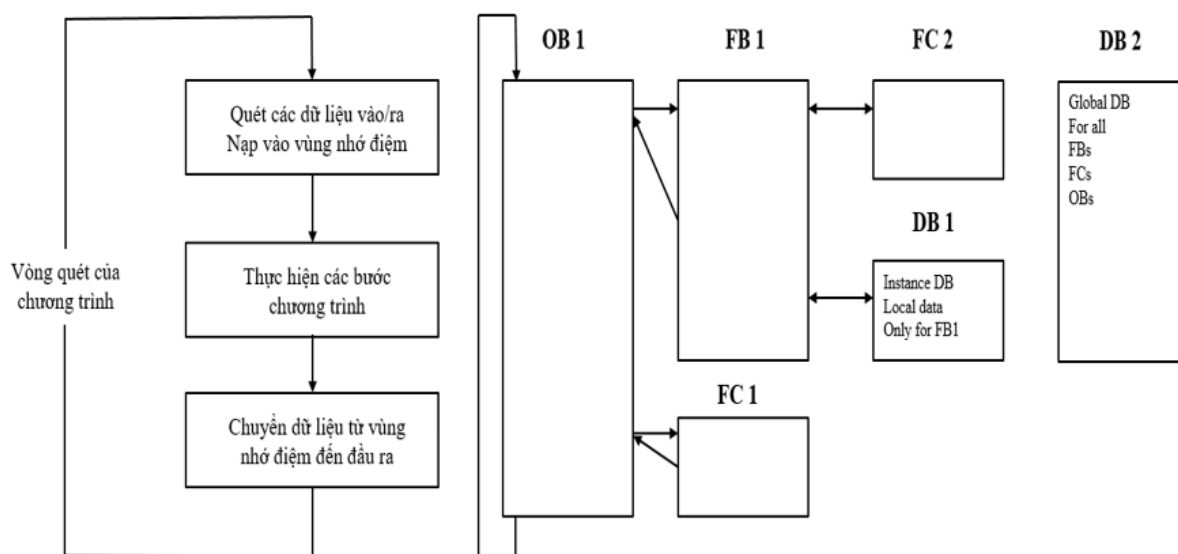 Vòng quét của
chương trình
Quét các dữ liệu vào/ra
Nạp vào vùng nhớ điệm
Thực hiện các bước
chương trình
Chuyển dữ liệu từ vùng
nhớ điệm đến đầu ra
OB 1
FB 1
FC 2
DB 2
Global DB
For all
FBs
FCs
OBs
DB 1
Instance DB
Local data
Only for FB1
FC 1